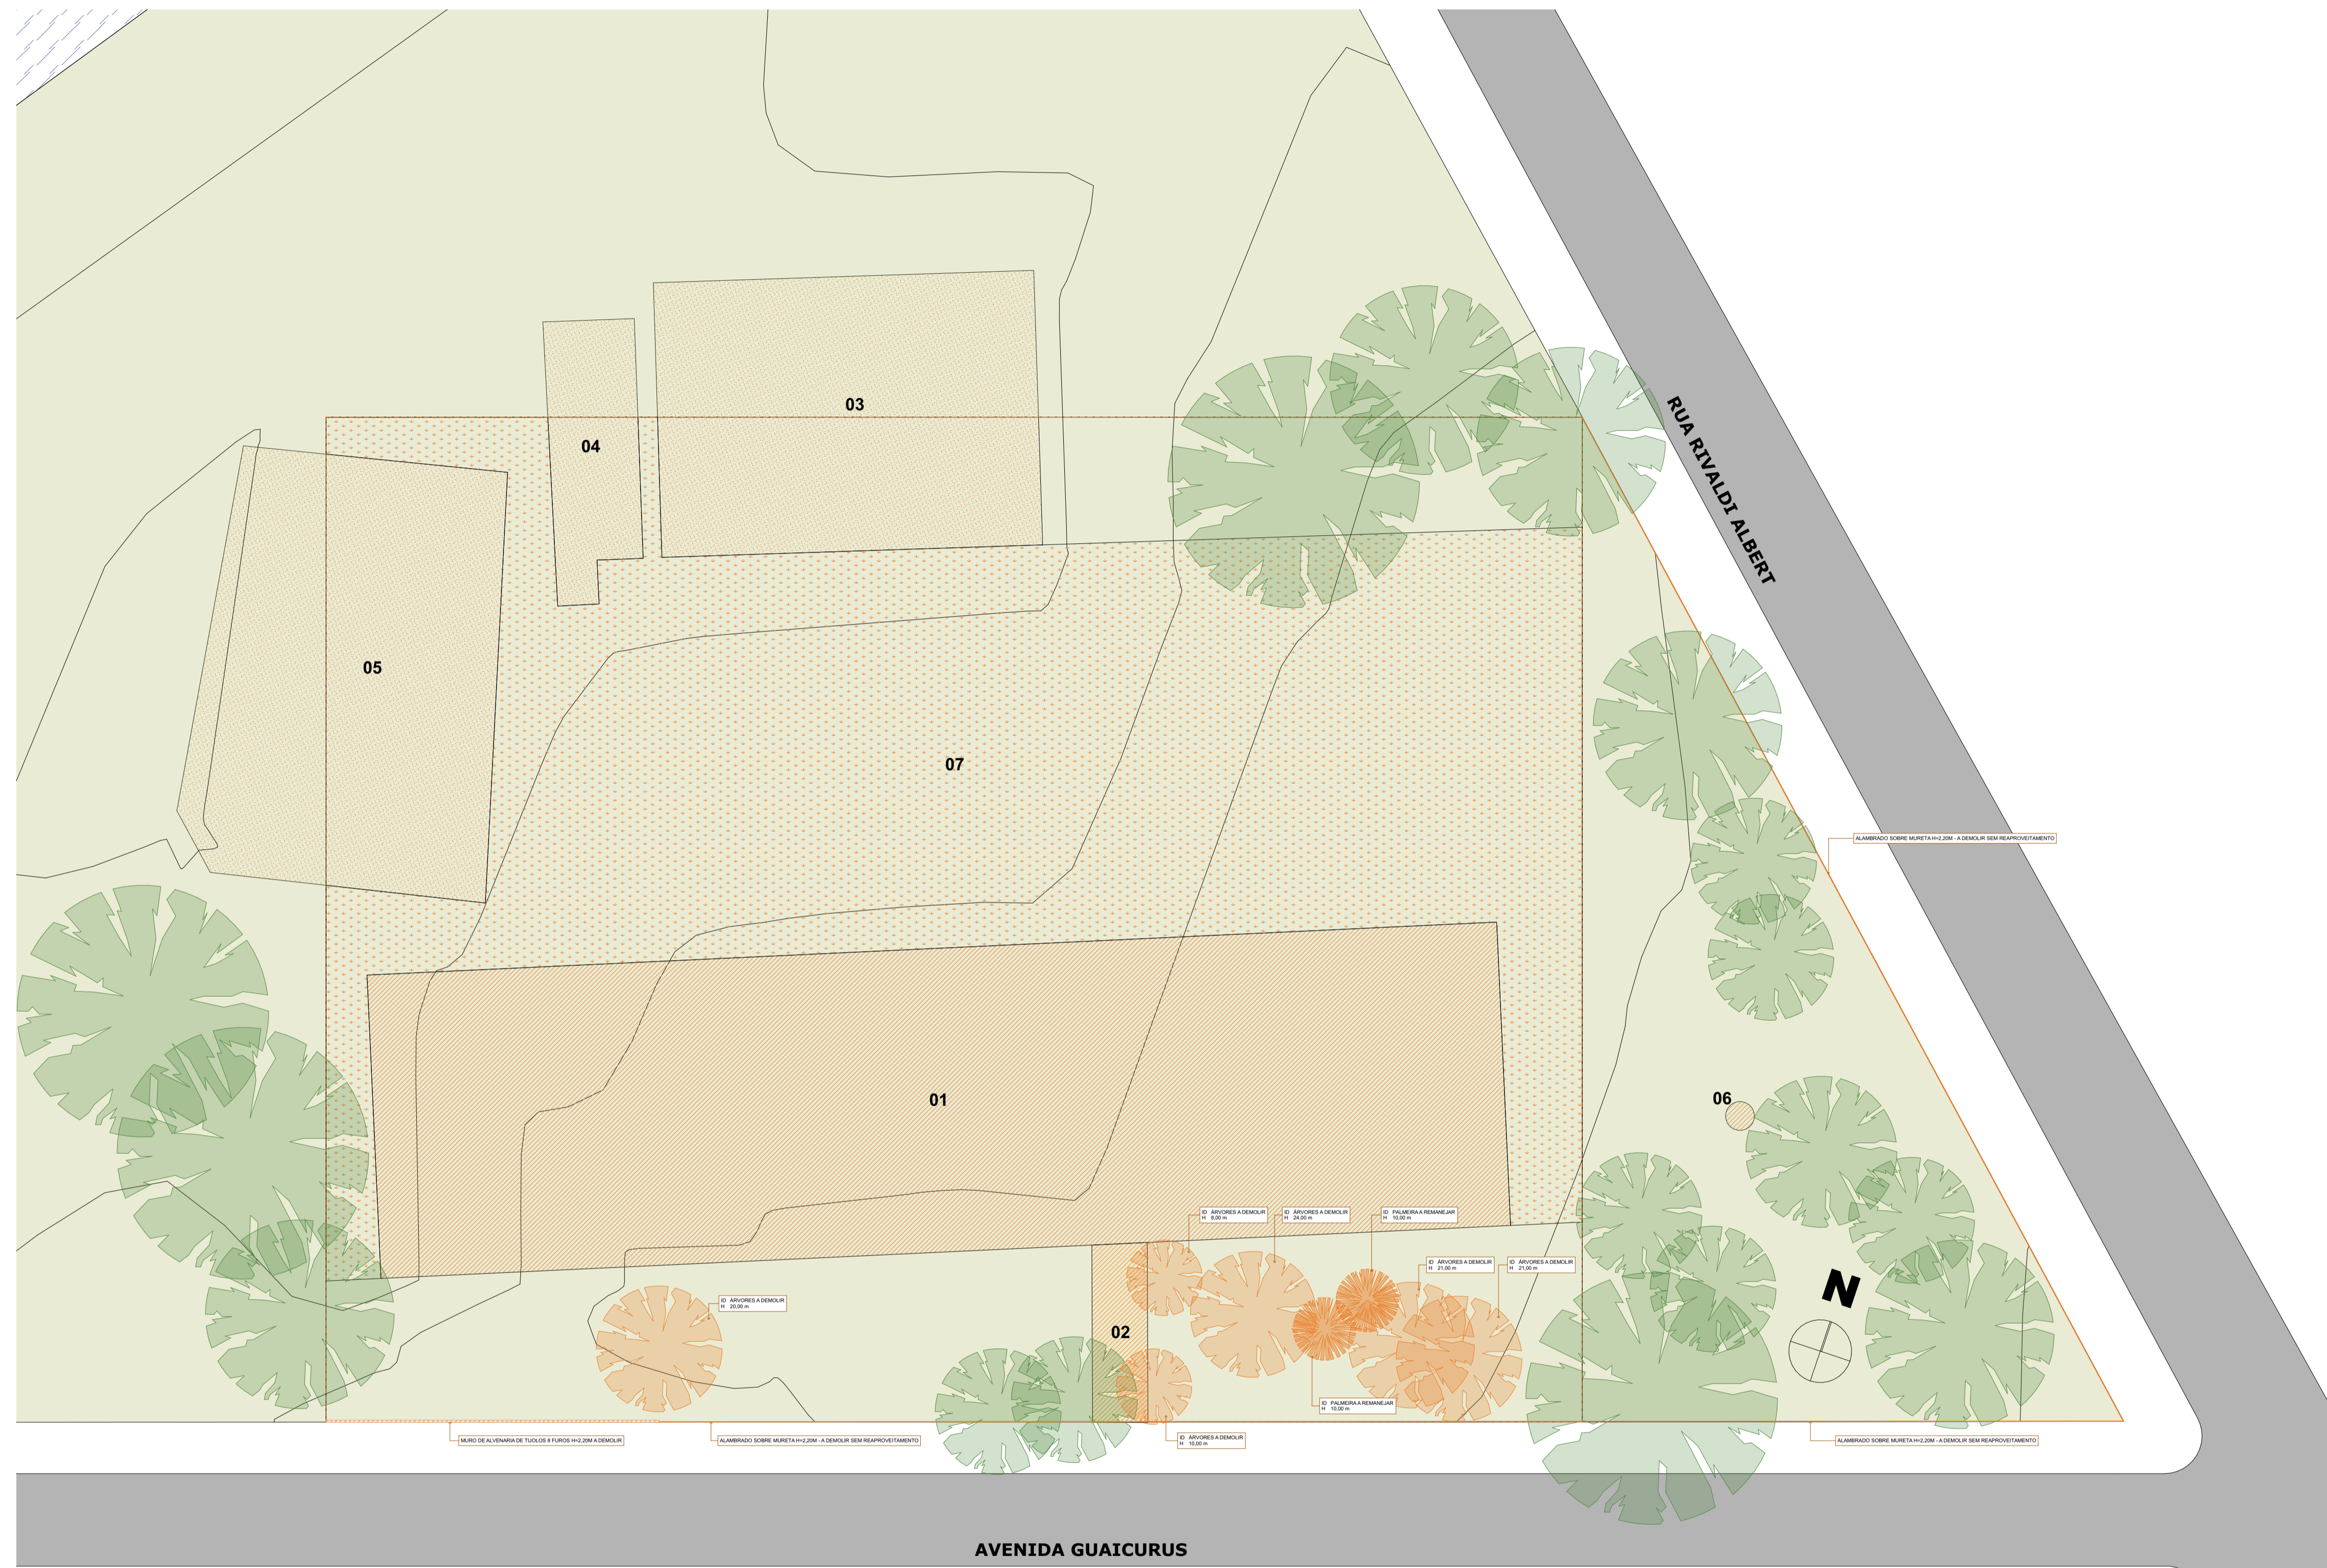 RUA RIVALDI ALBERT
03
04
05
07
ALAMBRADO SOBRE MURETA H=2,20M - A DEMOLIR SEM REAPROVEITAMENTO
06
01
ID ÁRVORES A DEMOLIR
H 8,00 m
ID ÁRVORES A DEMOLIR
H 24,00 m
ID PALMEIRA A REMANEJAR
H 10,00 m
ID ÁRVORES A DEMOLIR
H 21,00 m
ID ÁRVORES A DEMOLIR
H 21,00 m
N
ID ÁRVORES A DEMOLIR
H 20,00 m
02
ID PALMEIRA A REMANEJAR
H 10,00 m
MURO DE ALVENARIA DE TIJOLOS 8 FUROS H=2,20M A DEMOLIR
ALAMBRADO SOBRE MURETA H=2,20M - A DEMOLIR SEM REAPROVEITAMENTO
ID ÁRVORES A DEMOLIR
H 10,00 m
ALAMBRADO SOBRE MURETA H=2,20M - A DEMOLIR SEM REAPROVEITAMENTO
AVENIDA GUAICURUS